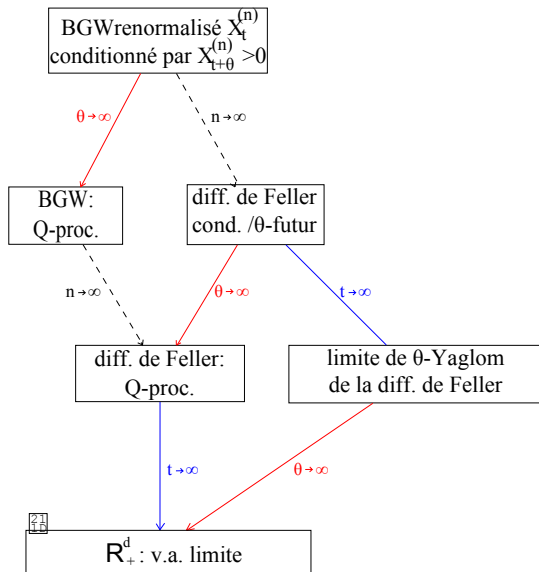 BGWrenormalisé X_t^(n)
conditionné par X_{t+θ}^(n) >0
θ→∞
n→∞
BGW:
Q-proc.
diff. de Feller
cond. /θ-futur
n→∞
θ→∞
t→∞
diff. de Feller:
Q-proc.
limite de θ-Yaglom
de la diff. de Feller
t→∞
θ→∞
211D
R_+^d : v.a. limite